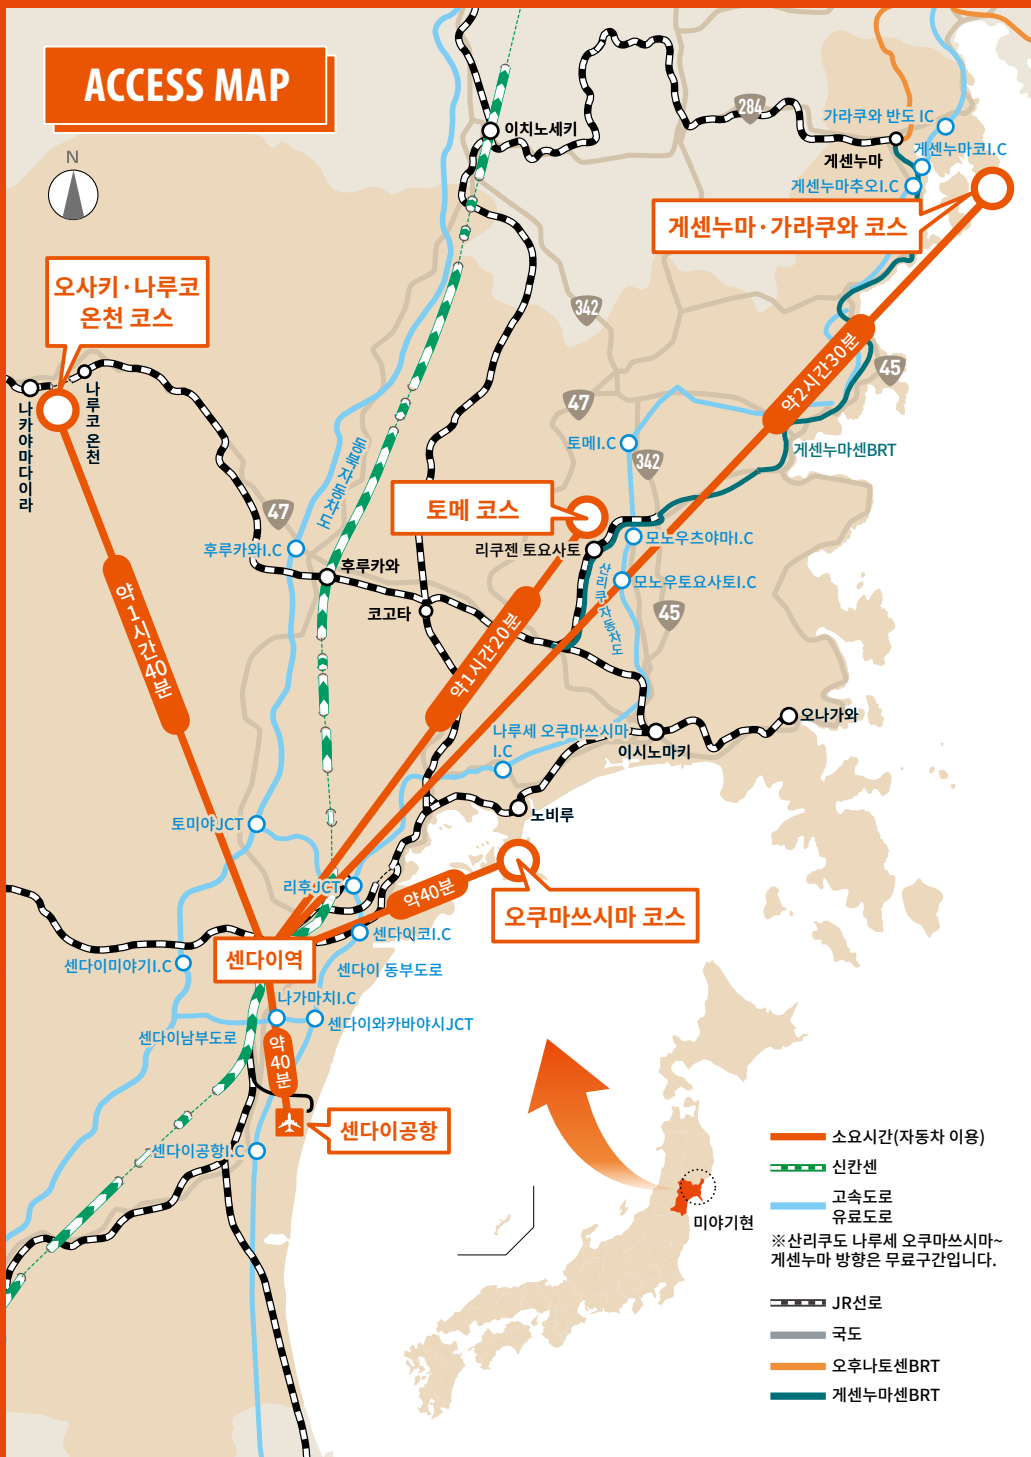 ACCESS MAP
N
이치노세키
284
가라쿠와 반도 IC
게센누마
게센누마코I.C
게센누마추오I.C
게센누마·가라쿠와 코스
오사키·나루코
온천 코스
342
약2시간30분
45
나루코 온천
나카야마다이라
47
토메I.C
342
게센누마센BRT
동북자동차도
토메 코스
47
후루카와I.C
후루카와
리쿠젠 토요사토
모노우츠야마I.C
모노우토요사토I.C
산리쿠자동차도
코고타
45
약1시간40분
약1시간20분
나루세 오쿠마쓰시마
I.C
이시노마키
오나가와
노비루
토미야JCT
리후JCT
약40분
오쿠마쓰시마 코스
센다이코I.C
센다이역
센다이미야기I.C
센다이 동부도로
나가마치I.C
센다이와카바야시JCT
센다이남부도로
약
40
분
센다이공항
센다이공항I.C
미야기현
소요시간(자동차 이용)
신칸센
고속도로
유료도로
※산리쿠도 나루세 오쿠마쓰시마~
게센누마 방향은 무료구간입니다.
JR선로
국도
오후나토센BRT
게센누마센BRT